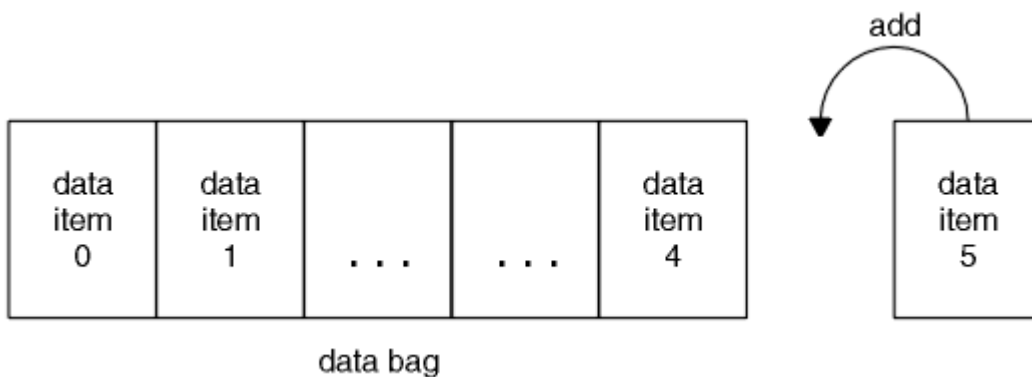 add
data
item
0
data
item
1
. . .
. . .
data
item
4
data
item
5
data bag